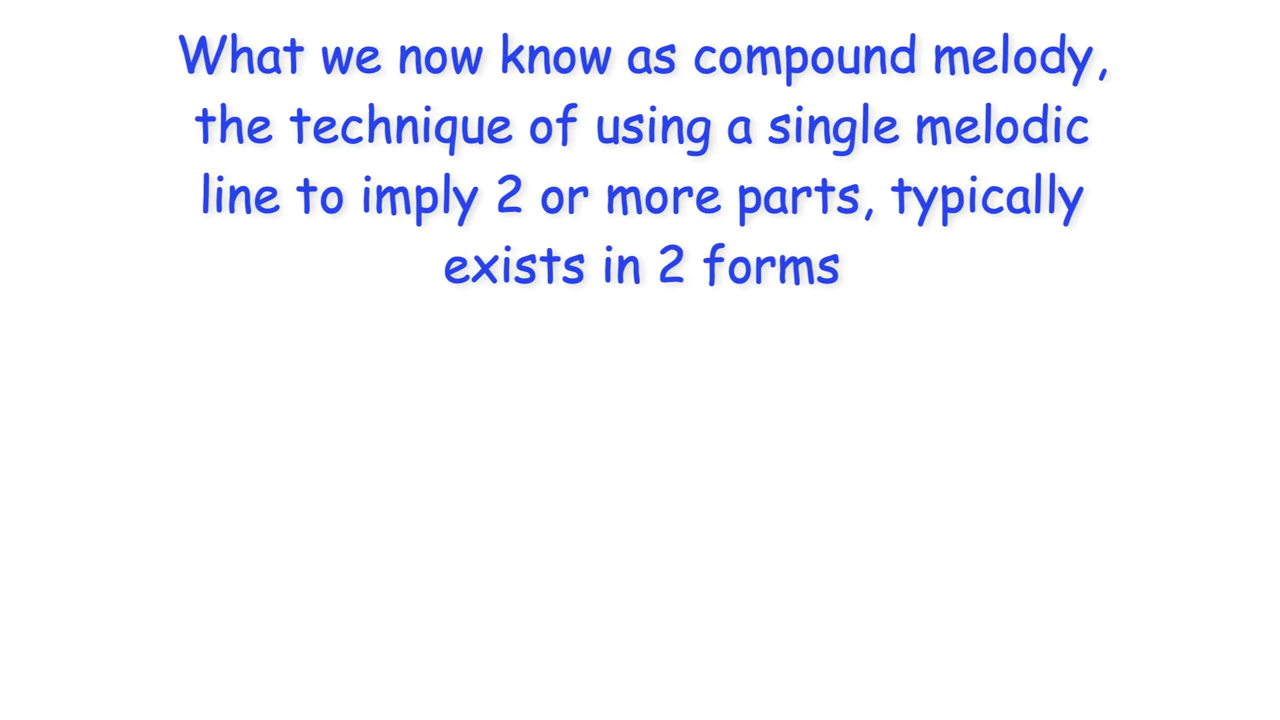 What we now know as compound melody,
the technique of using a single melodic
line to imply 2 or more parts, typically
exists in 2 forms